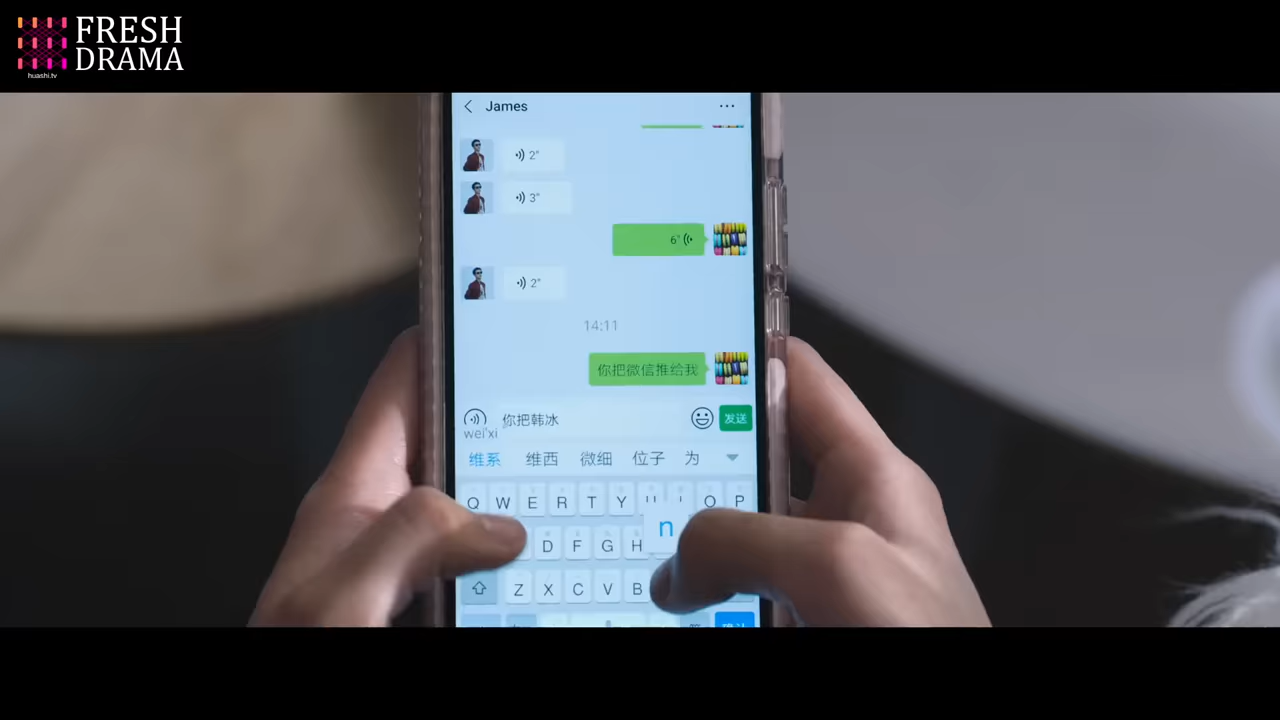 FRESH
DRAMA
huashi.tv
James
2"
3"
6"
2"
14:11
你把微信推给我
你把韩冰
发送
wei'xi
维系 维西 微细 位子 为
Q W E R T Y U I O P
n
D F G H
Z X C V B